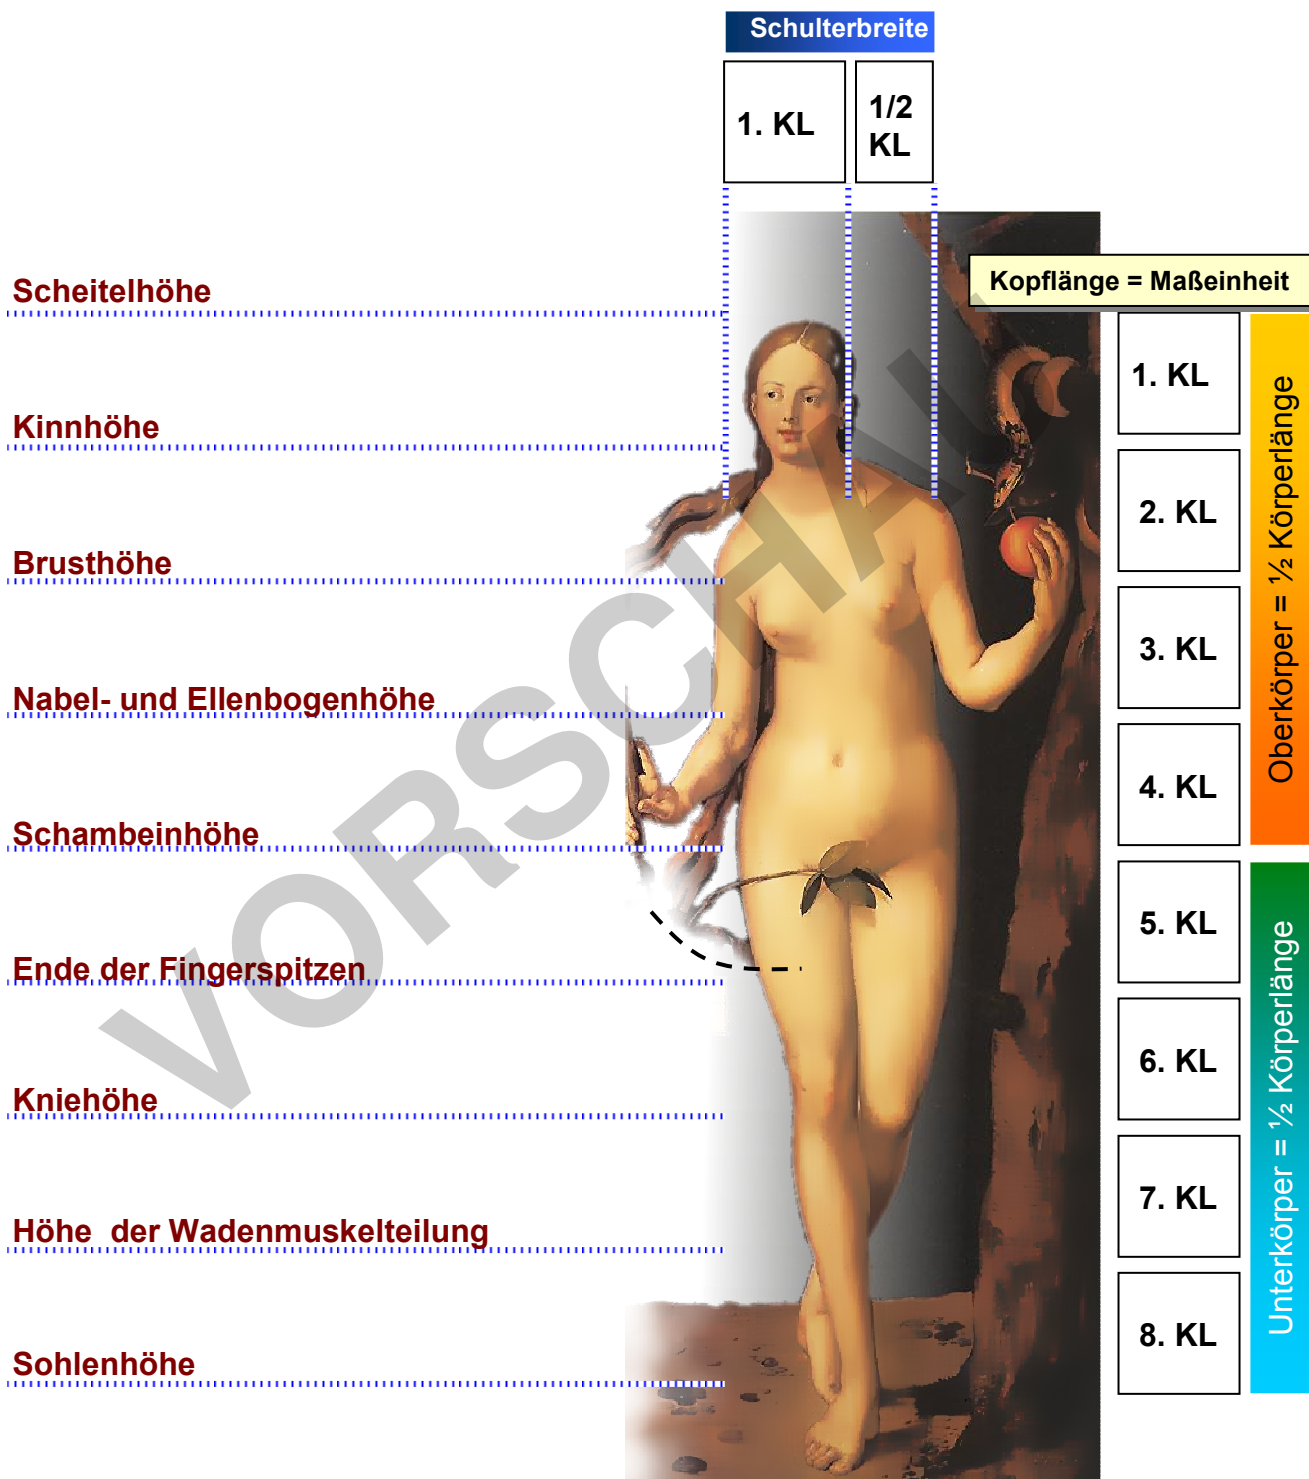 Schulterbreite
1. KL
1/2
KL
Kopflänge = Maßeinheit
Scheitelhöhe
Kinnhöhe
Brusthöhe
Nabel- und Ellenbogenhöhe
Schambeinhöhe
Ende der Fingerspitzen
Kniehöhe
Höhe  der Wadenmuskelteilung
Sohlenhöhe
1. KL
2. KL
3. KL
4. KL
5. KL
6. KL
7. KL
8. KL
Oberkörper = ½ Körperlänge
Unterkörper = ½ Körperlänge
VORSCHAU